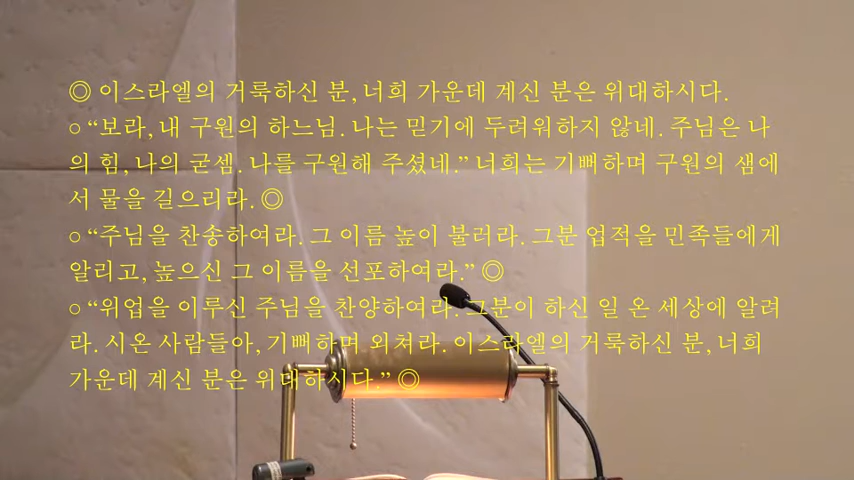 ◎ 이스라엘의 거룩하신 분, 너희 가운데 계신 분은 위대하시다.
○ “보라, 내 구원의 하느님. 나는 믿기에 두려워하지 않네. 주님은 나
의 힘, 나의 굳셈. 나를 구원해 주셨네.” 너희는 기뻐하며 구원의 샘에
서 물을 길으리라. ◎
○ “주님을 찬송하여라. 그 이름 높이 불러라. 그분 업적을 민족들에게
알리고, 높으신 그 이름을 선포하여라.” ◎
○ “위업을 이루신 주님을 찬양하여라. 그분이 하신 일 온 세상에 알려
라. 시온 사람들아, 기뻐하며 외쳐라. 이스라엘의 거룩하신 분, 너희
가운데 계신 분은 위대하시다.” ◎